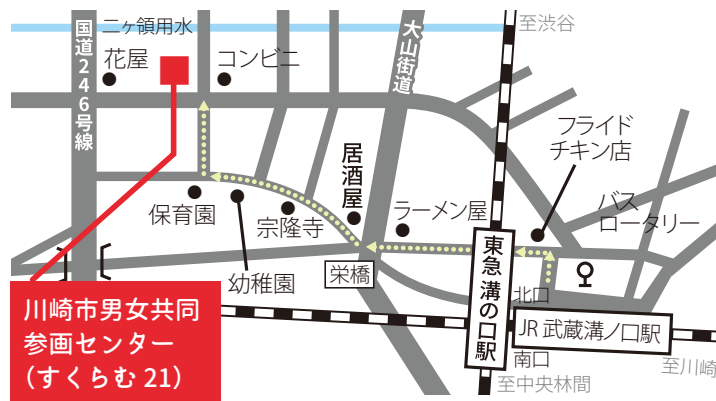 至渋谷
二ヶ領用水
大山街道
国道246号線
花屋
コンビニ
フライド
チキン店
居酒屋
バス
ロータリー
保育園
宗隆寺
ラーメン屋
幼稚園
栄橋
東急 溝の口駅
北口
川崎市男女共同
参画センター
（すくらむ 21）
JR 武蔵溝ノ口駅
南口
至川崎
至中央林間